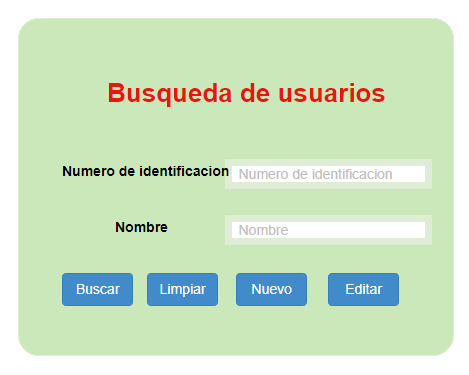 Busqueda de usuarios
Numero de identificacion Numero de identificacion
Nombre Nombre
Buscar Limpiar Nuevo Editar